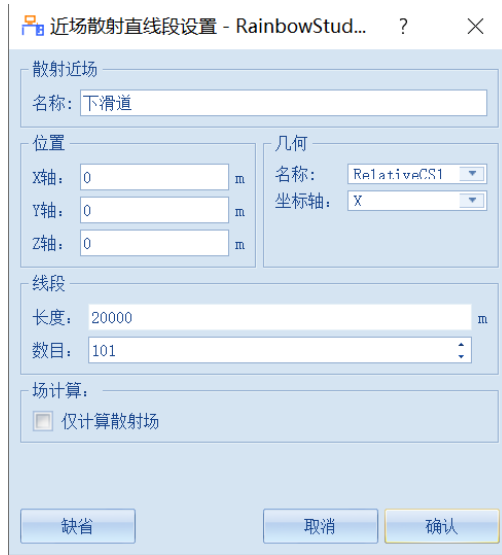 近场散射直线段设置 - RainbowStud... ? ×
散射近场
名称: 下滑道
位置
X轴: 0 m
Y轴: 0 m
Z轴: 0 m
几何
名称: RelativeCS1
坐标轴: X
线段
长度: 20000 m
数目: 101
场计算:
仅计算散射场
缺省 取消 确认